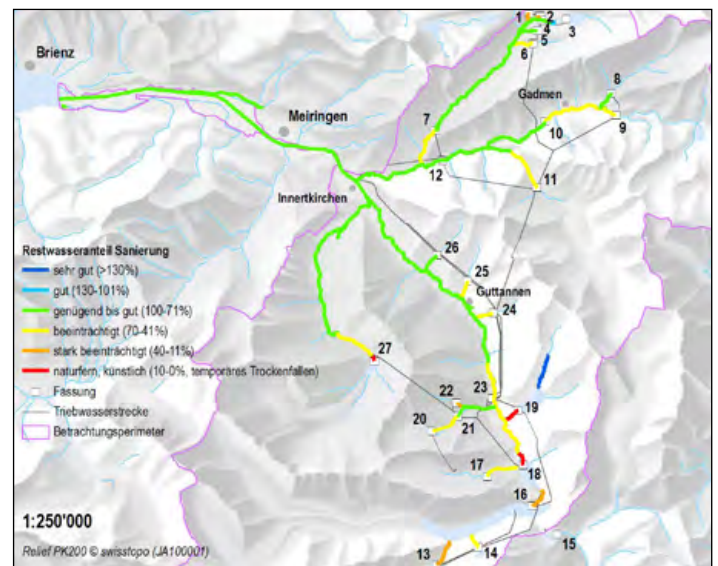 1
2
3
4
5
6
Brienz
8
Gadmen
7
9
10
Meiringen
12
11
Innertkirchen
26
Restwasseranteil Sanierung
sehr gut (>130%)
gut (130-101%)
genügend bis gut (100-71%)
beeinträchtigt (70-41%)
stark beeinträchtigt (40-11%)
naturfern, künstlich (10-0%, temporäres Trockenfallen)
Fassung
Triebwasserstrecke
Betrachtungsperimeter
25
Guttannen
24
27
22
23
19
21
20
18
17
16
1:250'000
15
14
13
Relief PK200 © swisstopo (JA100001)